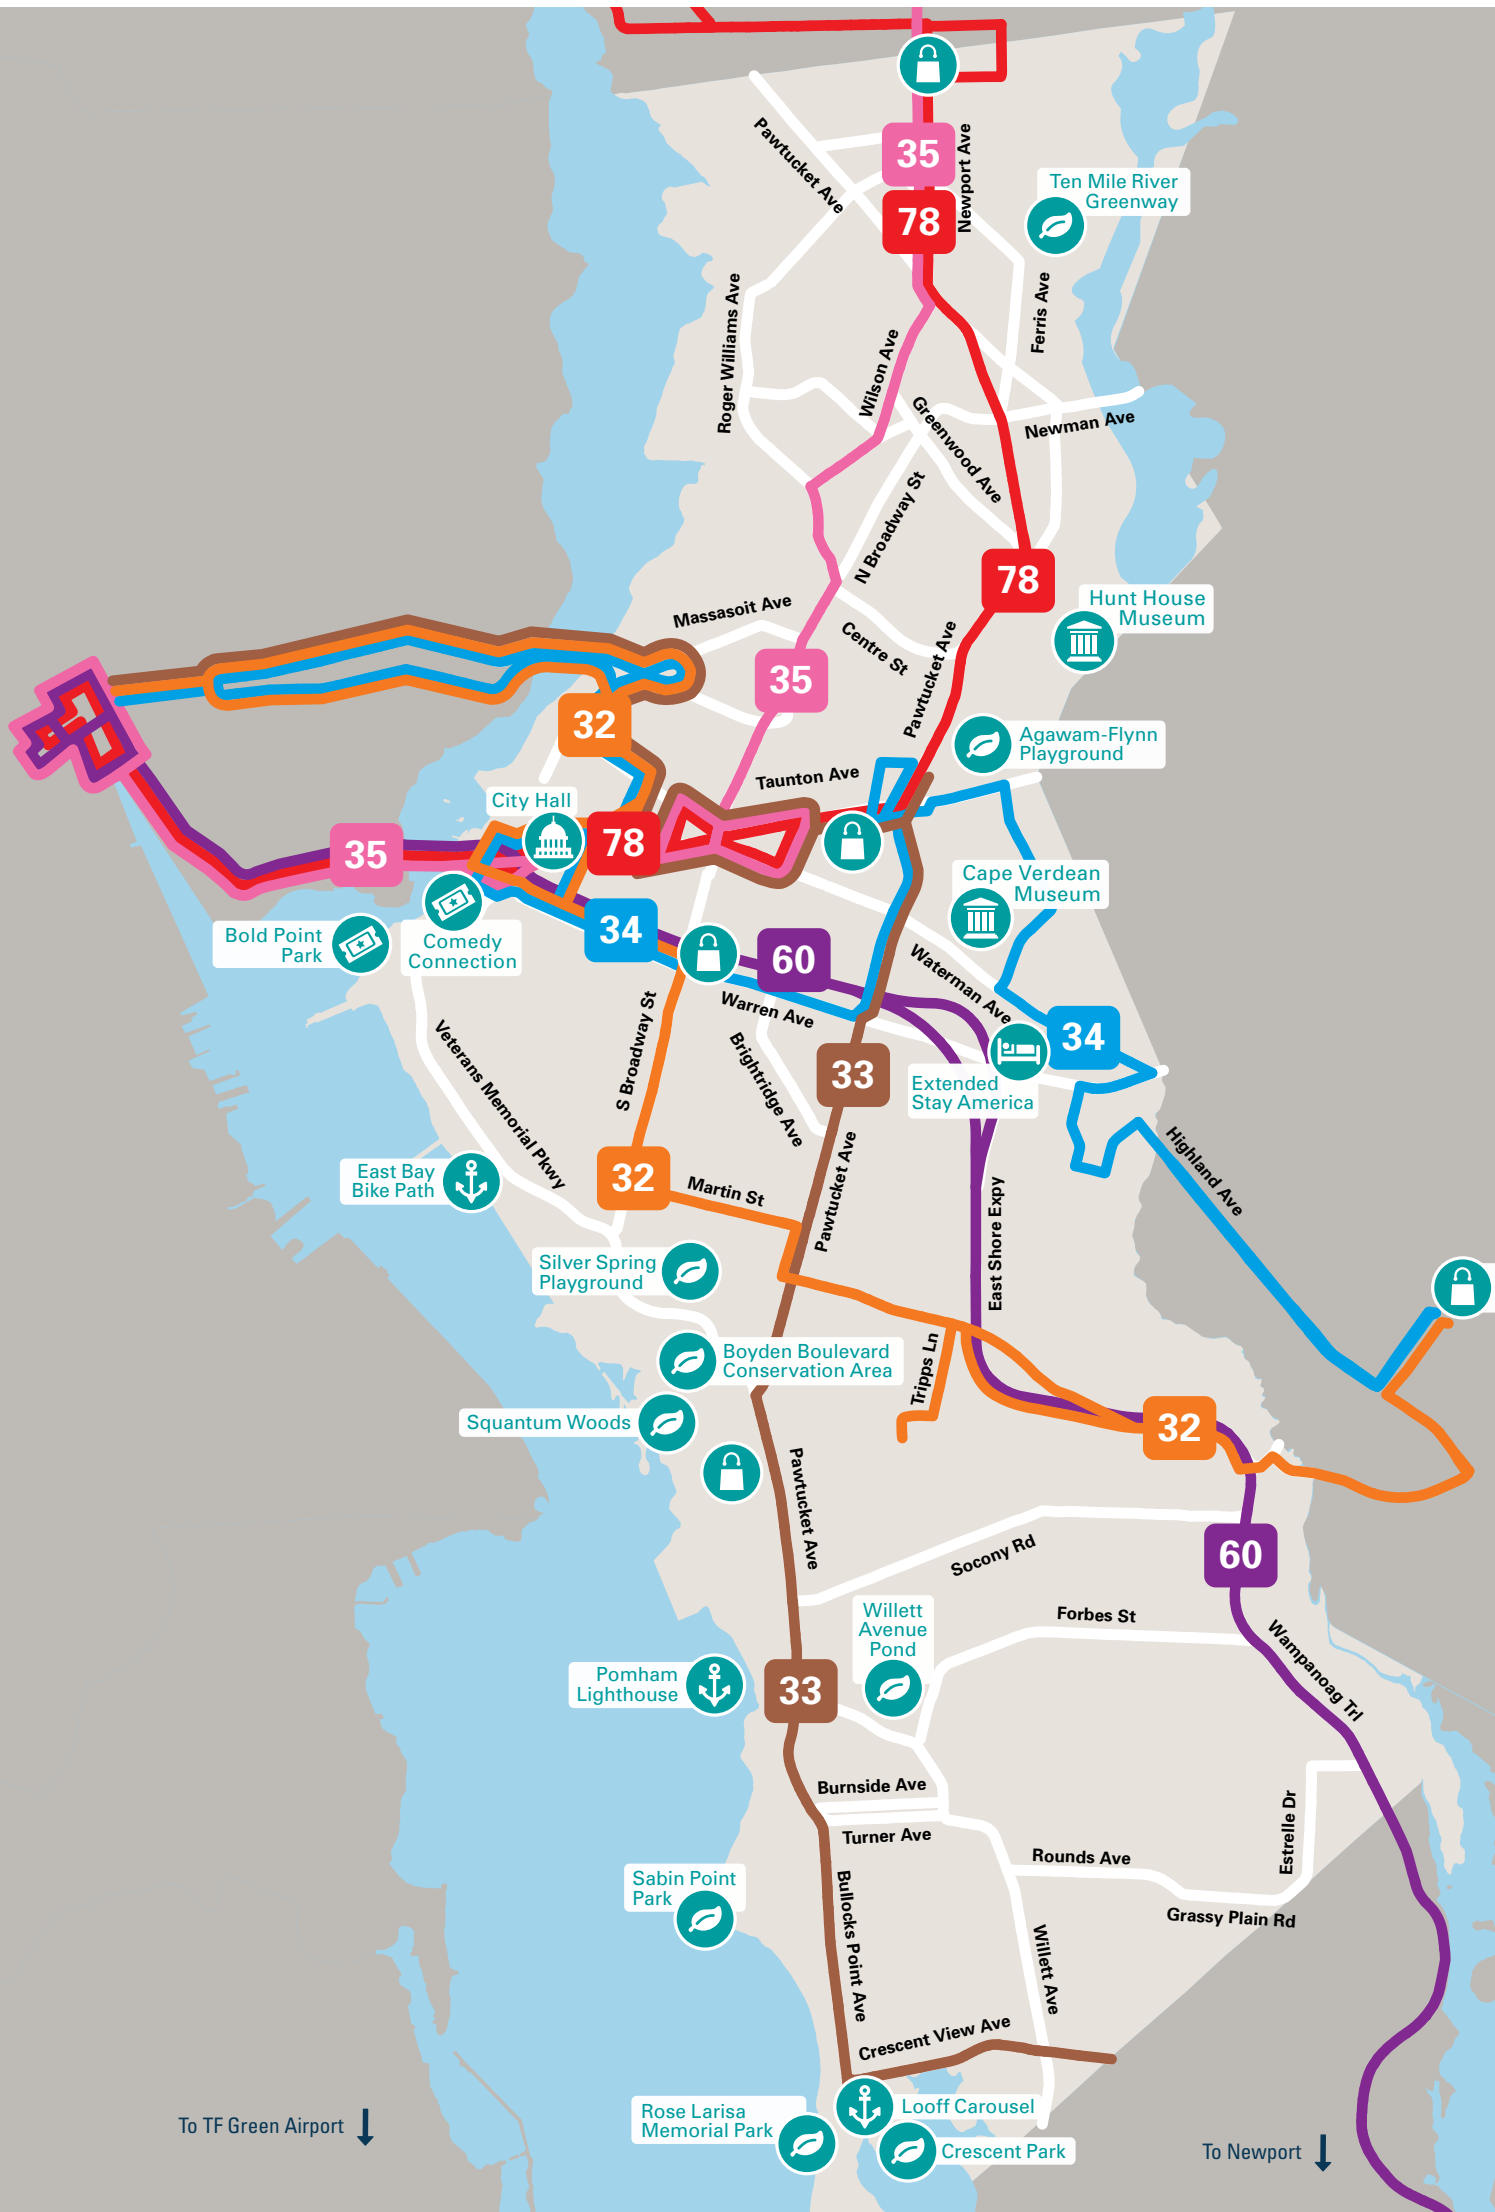 35
Pawtucket Ave
Newport Ave
Ten Mile River
Greenway
78
Roger Williams Ave
Ferris Ave
Wilson Ave
Greenwood Ave
Newman Ave
N Broadway St
78
Hunt House
Museum
Massasoit Ave
Centre St
Pawtucket Ave
35
32
Agawam-Flynn
Playground
Taunton Ave
City Hall
78
35
Cape Verdean
Museum
Bold Point
Park
Comedy
Connection
34
60
Waterman Ave
Warren Ave
S Broadway St
Veterans Memorial Pkwy
Brightridge Ave
34
33
Extended
Stay America
East Bay
Bike Path
32
Martin St
Pawtucket Ave
Highland Ave
East Shore Expy
Silver Spring
Playground
Boyden Boulevard
Conservation Area
Tripps Ln
Squantum Woods
32
Pawtucket Ave
Socony Rd
60
Willett
Avenue
Pond
Forbes St
Wampanoag Trl
Pomham
Lighthouse
33
Burnside Ave
Turner Ave
Estrelle Dr
Rounds Ave
Sabin Point
Park
Bullocks Point Ave
Grassy Plain Rd
Willett Ave
Crescent View Ave
Looff Carousel
Rose Larisa
Memorial Park
Crescent Park
To TF Green Airport
To Newport